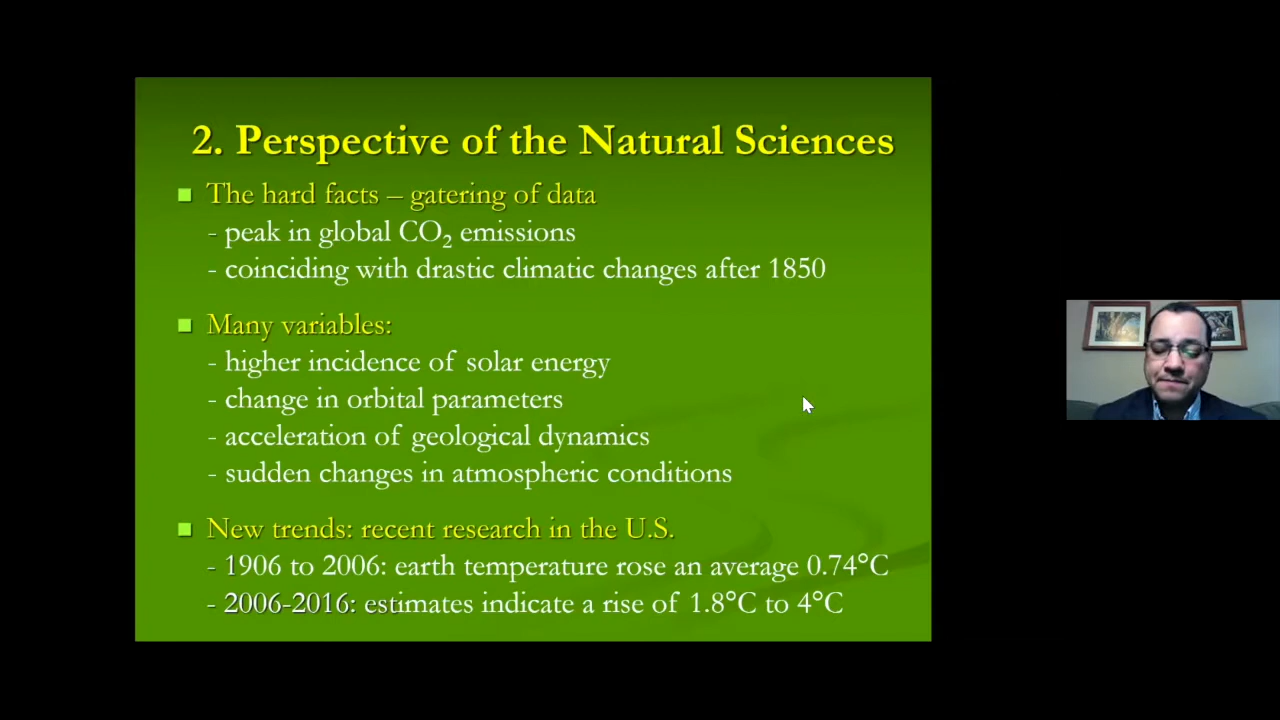 2. Perspective of the Natural Sciences
The hard facts – gatering of data
- peak in global CO₂ emissions
- coinciding with drastic climatic changes after 1850
Many variables:
- higher incidence of solar energy
- change in orbital parameters
- acceleration of geological dynamics
- sudden changes in atmospheric conditions
New trends: recent research in the U.S.
- 1906 to 2006: earth temperature rose an average 0.74°C
- 2006-2016: estimates indicate a rise of 1.8°C to 4°C